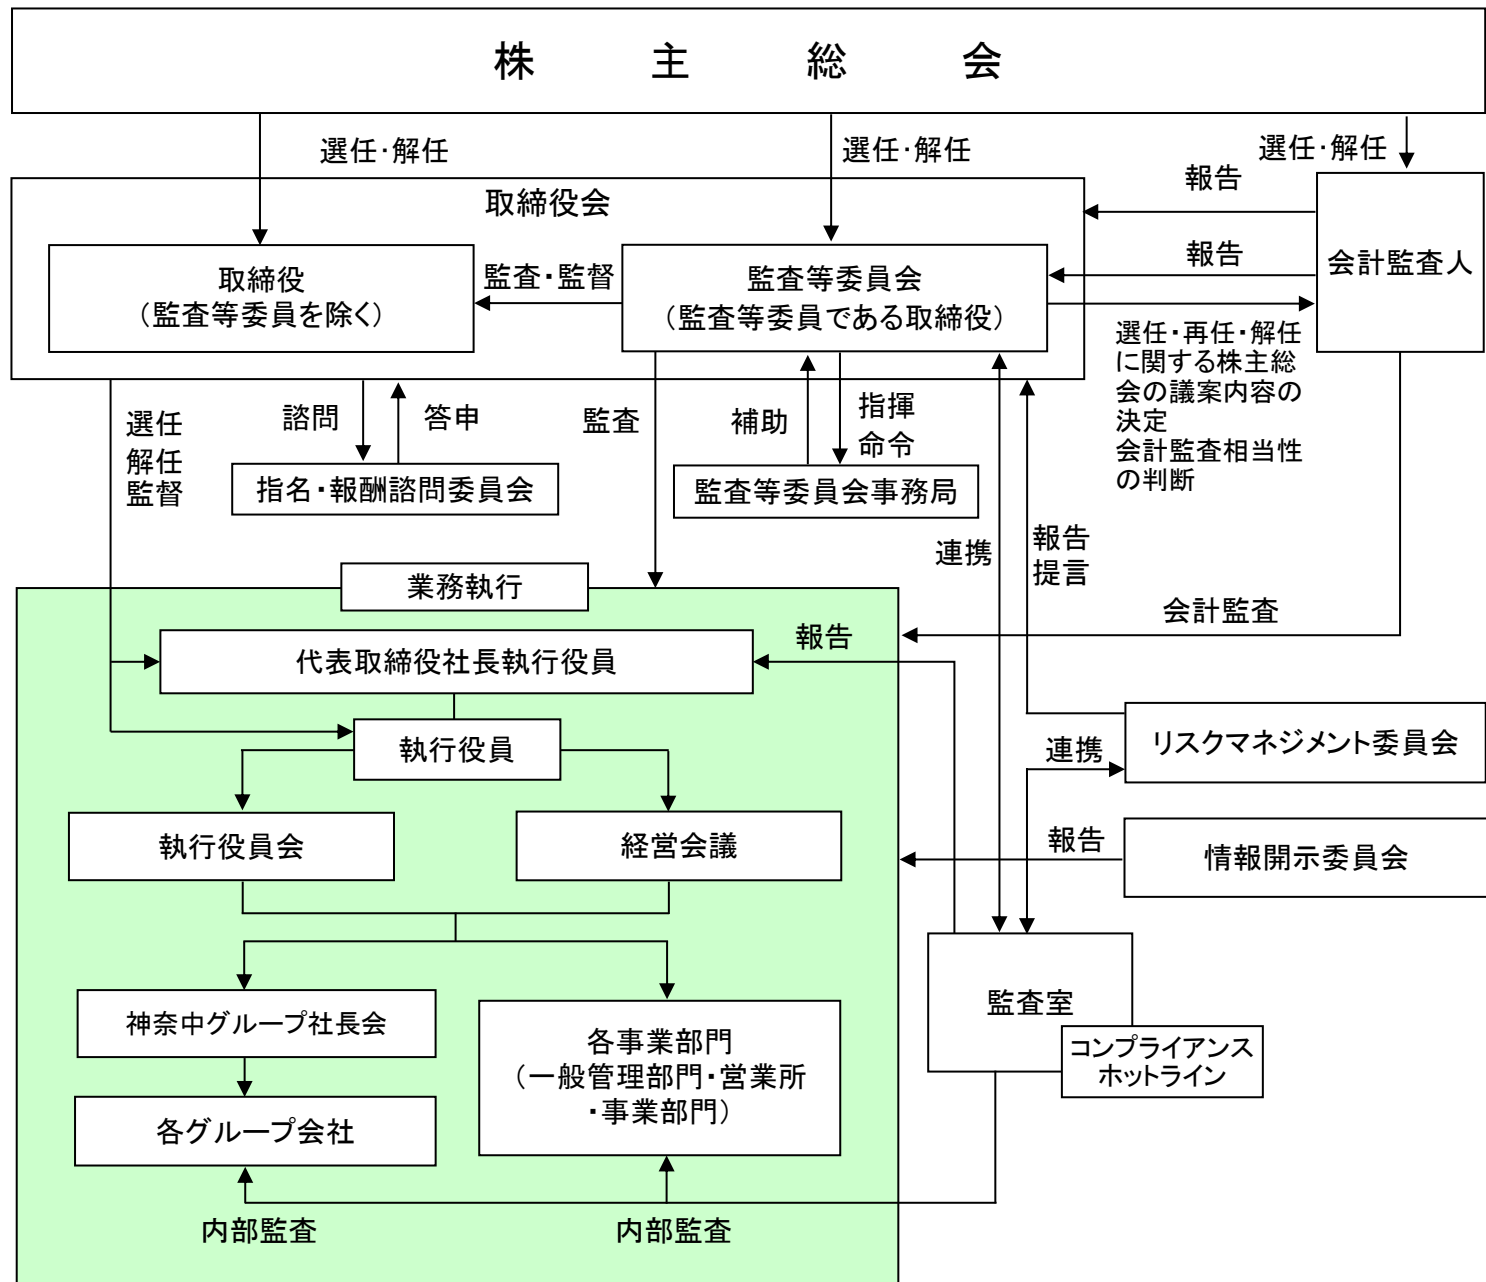 株主総会
選任・解任
選任・解任
選任・解任
取締役会
報告
取締役
（監査等委員を除く）
監査・監督
監査等委員会
（監査等委員である取締役）
報告
会計監査人
選任・再任・解任
に関する株主総
会の議案内容の
決定
会計監査相当性
の判断
選任
解任
監督
諮問
答申
監査
補助
指揮
命令
指名・報酬諮問委員会
監査等委員会事務局
連携
報告
提言
業務執行
会計監査
代表取締役社長執行役員
報告
執行役員
リスクマネジメント委員会
連携
執行役員会
経営会議
報告
情報開示委員会
神奈中グループ社長会
各事業部門
（一般管理部門・営業所
・事業部門）
監査室
コンプライアンス
ホットライン
各グループ会社
内部監査
内部監査